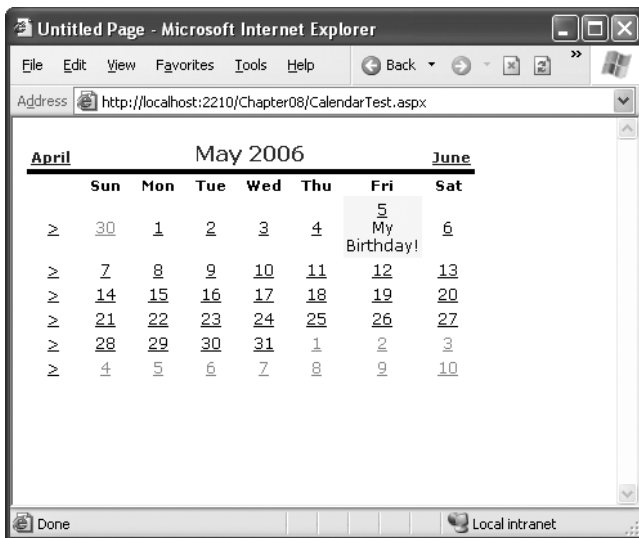 Untitled Page - Microsoft Internet Explorer
File Edit View Favorites Tools Help Back »
Address http://localhost:2210/Chapter08/CalendarTest.aspx
April May 2006 June
Sun Mon Tue Wed Thu Fri Sat
> 30 1 2 3 4 5 My Birthday! 6
> 7 8 9 10 11 12 13
> 14 15 16 17 18 19 20
> 21 22 23 24 25 26 27
> 28 29 30 31 1 2 3
> 4 5 6 7 8 9 10
Done Local intranet